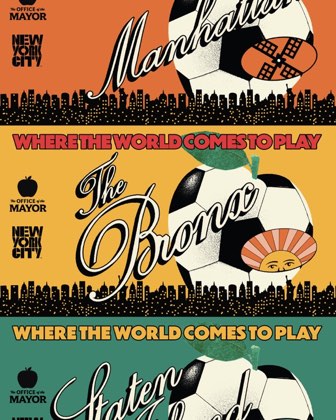 The OFFICE of the
MAYOR
Manhattan
NEW
YORK
CITY
WHERE THE WORLD COMES TO PLAY
The
Bronx
The OFFICE of the
MAYOR
NEW
YORK
CITY
WHERE THE WORLD COMES TO PLAY
The OFFICE of the
MAYOR
Staten
Island